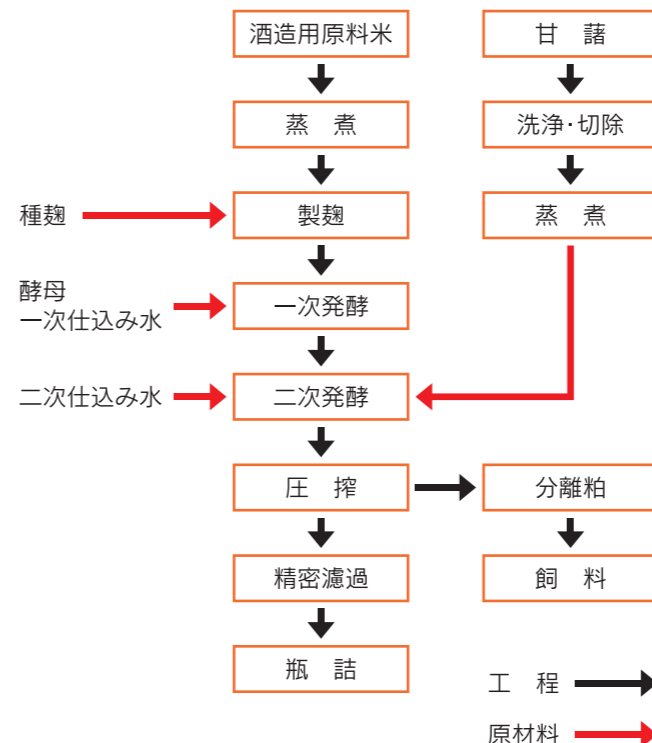 酒造用原料米
甘　藷
蒸　煮
洗浄･切除
種麹
製麹
蒸　煮
酵母
一次仕込み水
一次発酵
二次仕込み水
二次発酵
圧　搾
分離粕
精密濾過
飼　料
瓶　詰
工　程
原材料